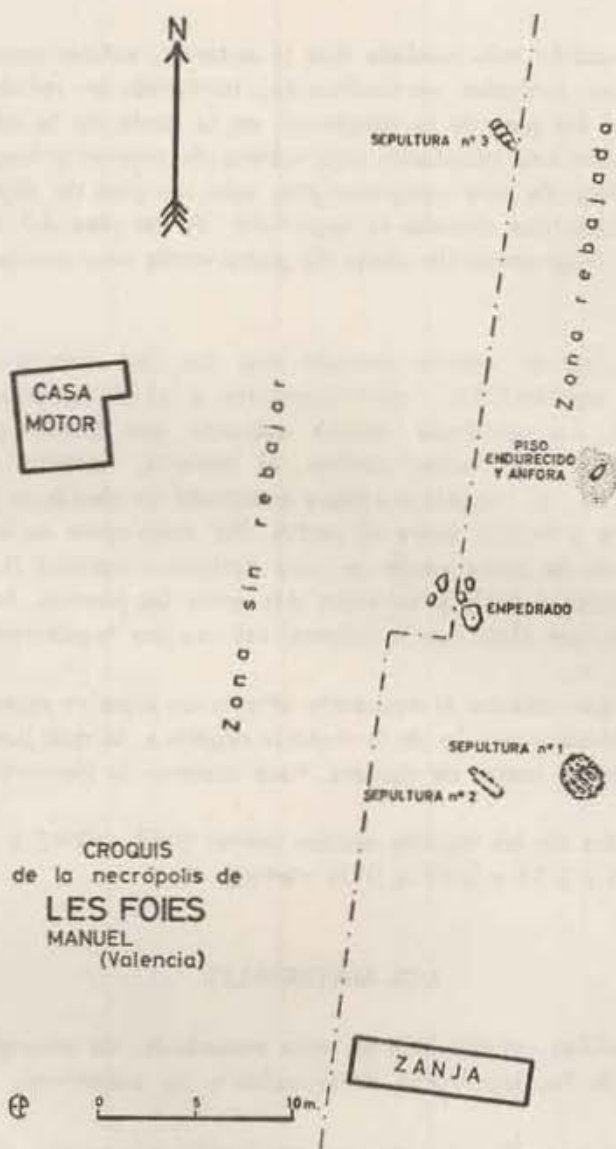 N
SEPULTURA nº 3
Zona rebajada
CASA
MOTOR
Zona sin rebajar
PISO
ENDURECIDO
Y ANFORA
EMPEDRADO
SEPULTURA nº 1
SEPULTURA nº 2
CROQUIS
de la necrópolis de
LES FOIES
MANUEL
(Valencia)
ZANJA
0 5 10 m.